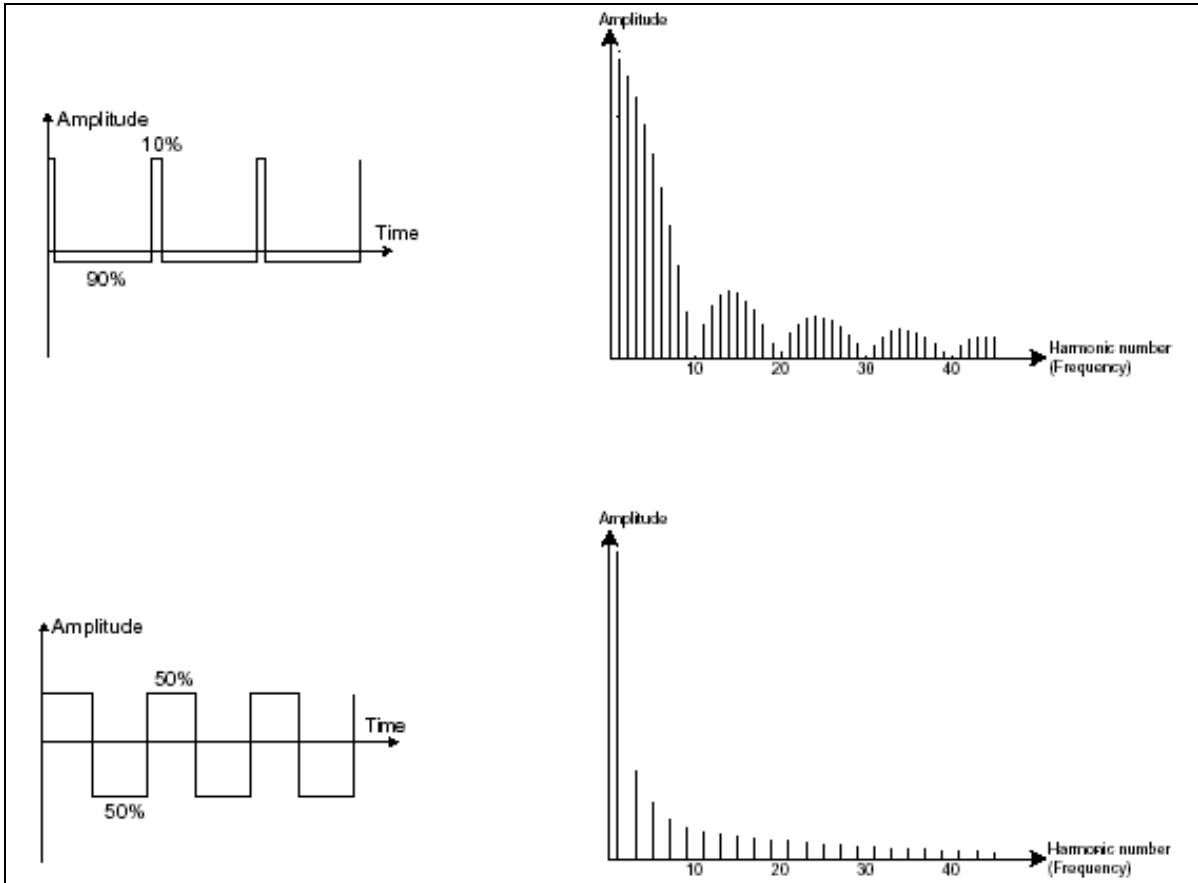 Amplitude
10%
Time
90%
Amplitude
10 20 30 40
Harmonic number
(Frequency)
Amplitude
50%
Time
50%
Amplitude
10 20 30 40
Harmonic number
(Frequency)